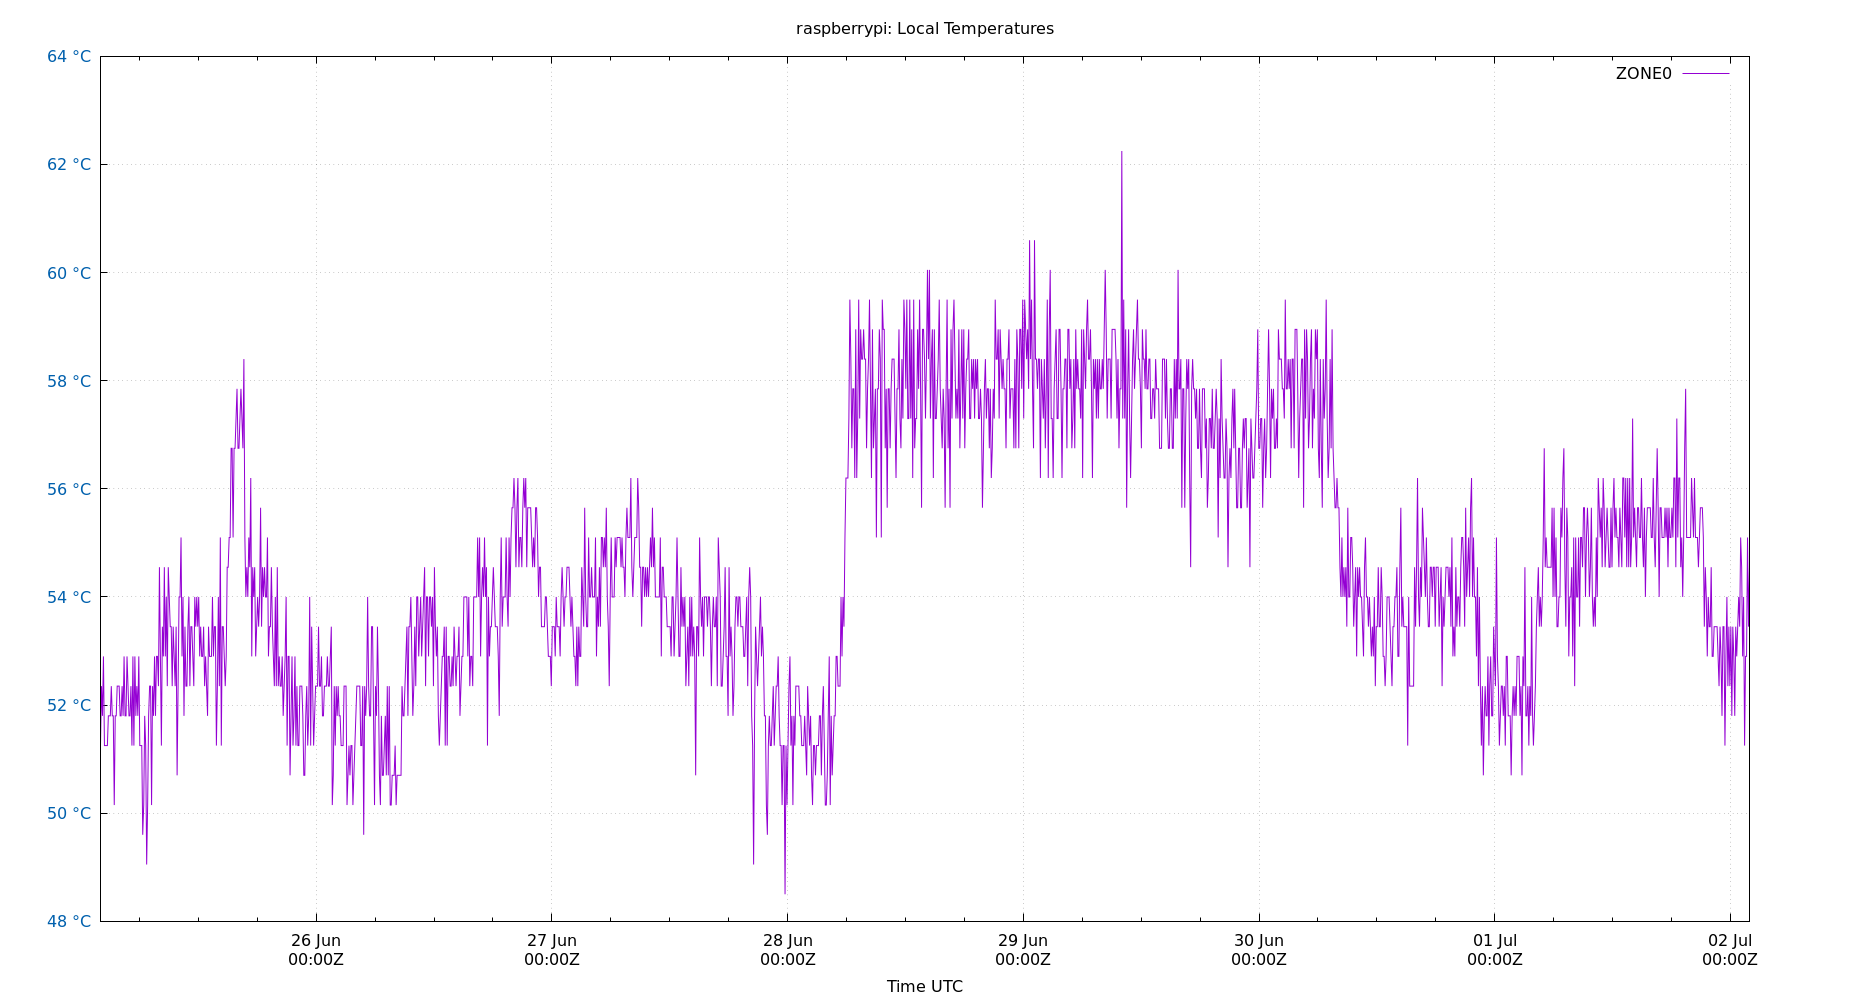 raspberrypi: Local Temperatures
64 °C
ZONE0
62 °C
60 °C
58 °C
56 °C
54 °C
52 °C
50 °C
48 °C
26 Jun 27 Jun 28 Jun 29 Jun 30 Jun 01 Jul 02 Jul
00:00Z 00:00Z 00:00Z 00:00Z 00:00Z 00:00Z 00:00Z
Time UTC